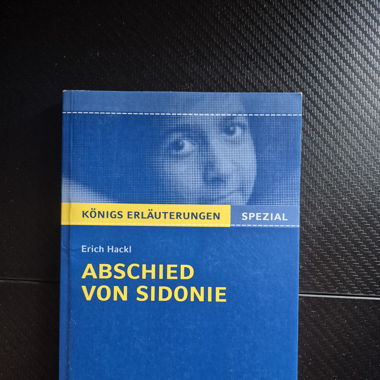 KÖNIGS ERLÄUTERUNGEN SPEZIAL
Erich Hackl
ABSCHIED
VON SIDONIE